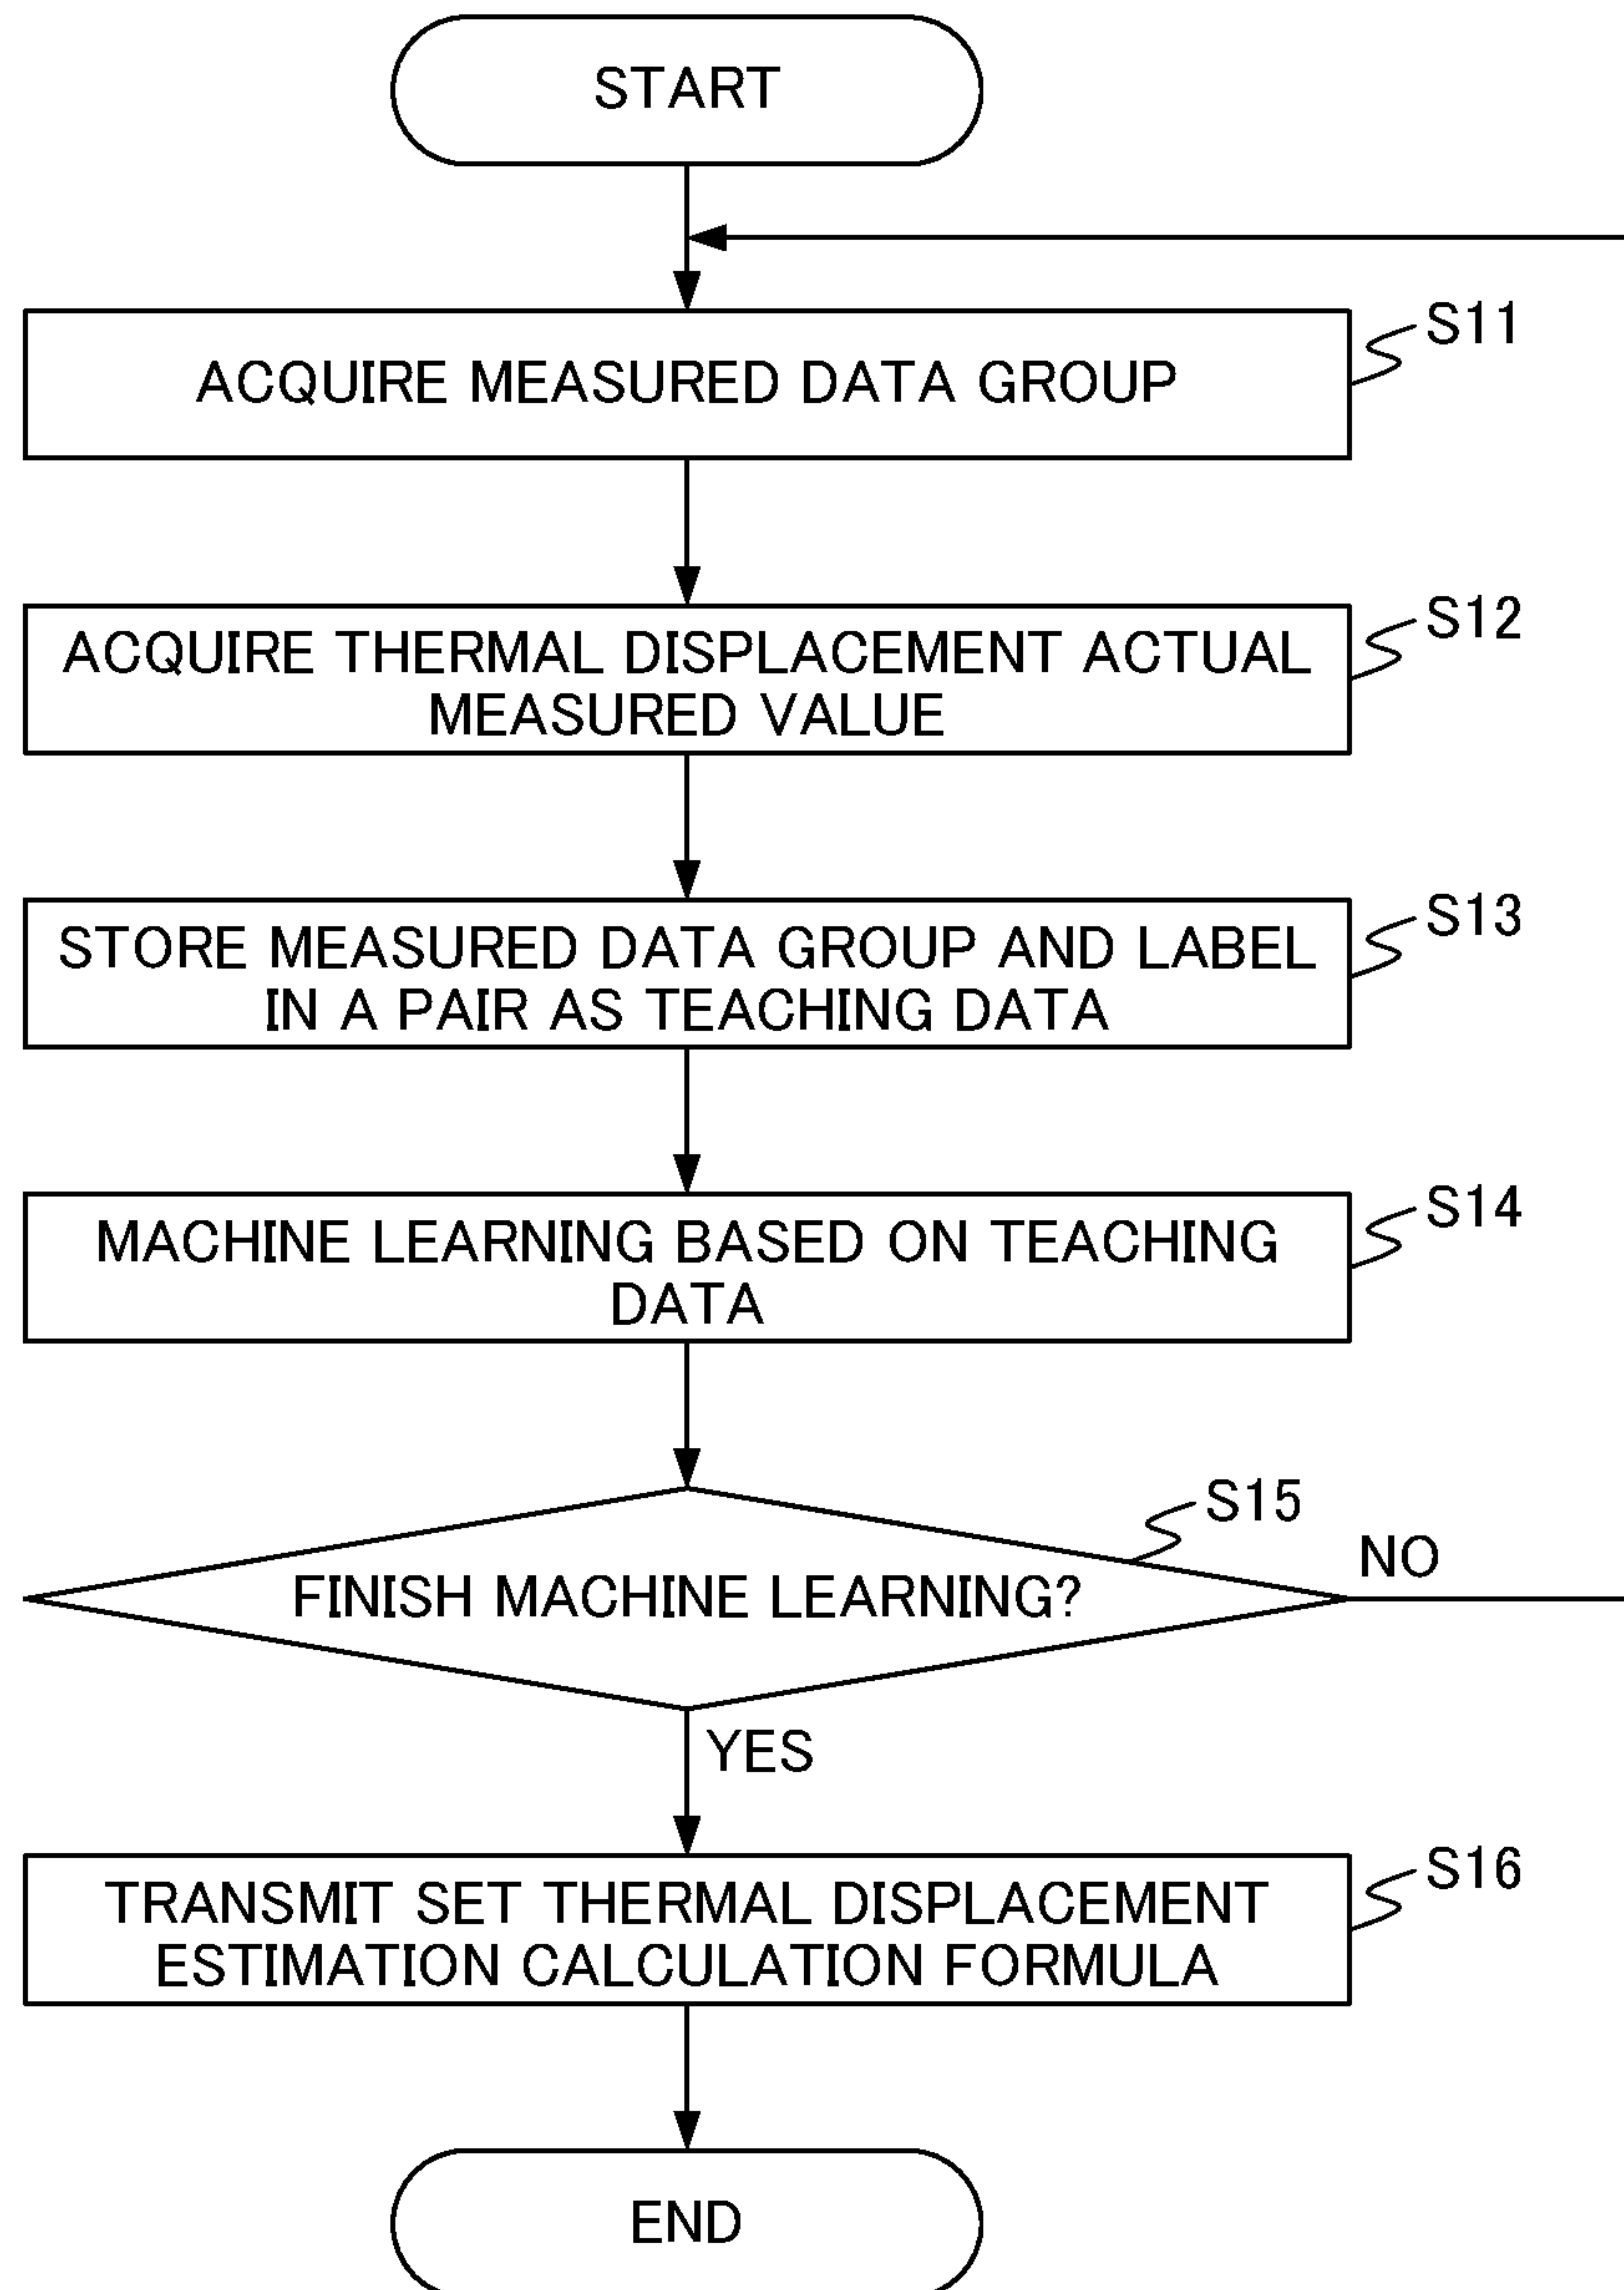 START
ACQUIRE MEASURED DATA GROUP
S11
ACQUIRE THERMAL DISPLACEMENT ACTUAL
MEASURED VALUE
S12
STORE MEASURED DATA GROUP AND LABEL
IN A PAIR AS TEACHING DATA
S13
MACHINE LEARNING BASED ON TEACHING
DATA
S14
FINISH MACHINE LEARNING?
S15
NO
YES
TRANSMIT SET THERMAL DISPLACEMENT
ESTIMATION CALCULATION FORMULA
S16
END